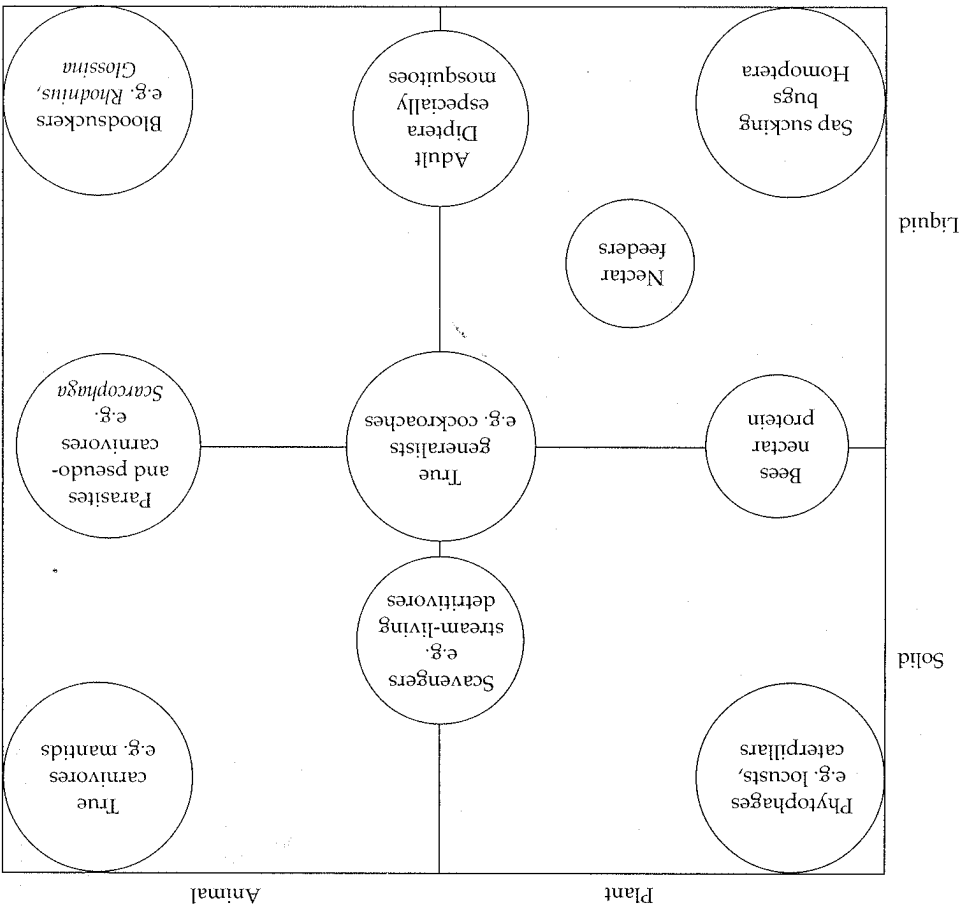 Plant
Animal
Solid
Phytophages
e.g. locusts,
caterpillars
True
carnivores
e.g. mantids
Scavengers
e.g.
stream-living
detritivores
Bees
nectar
protein
True
generalists
e.g. cockroaches
Parasites
and pseudo-
carnivores
e.g.
Scarcophaga
Liquid
Nectar
feeders
Sap sucking
bugs
Homoptera
Adult
Diptera
especially
mosquitoes
Bloodsuckers
e.g. Rhodnius,
Glossina